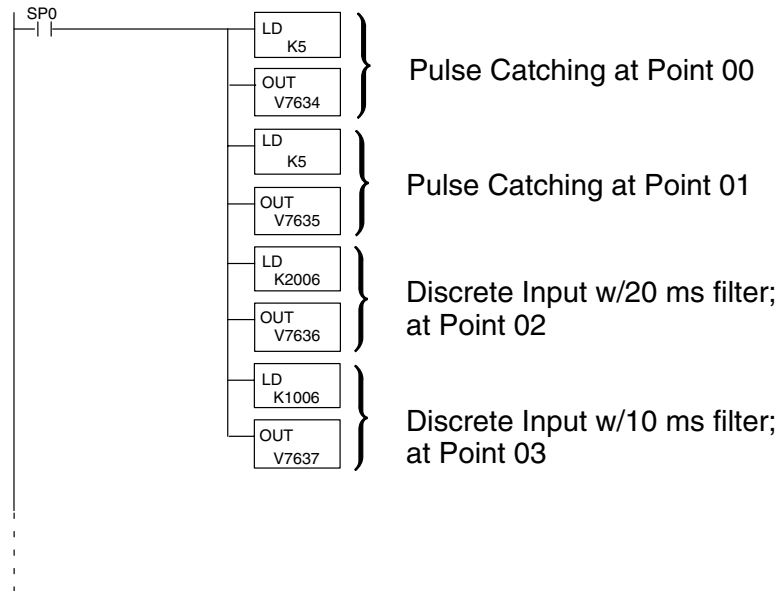 SP0
LD
K5
OUT
V7634
Pulse Catching at Point 00
LD
K5
OUT
V7635
Pulse Catching at Point 01
LD
K2006
OUT
V7636
Discrete Input w/20 ms filter;
at Point 02
LD
K1006
OUT
V7637
Discrete Input w/10 ms filter;
at Point 03